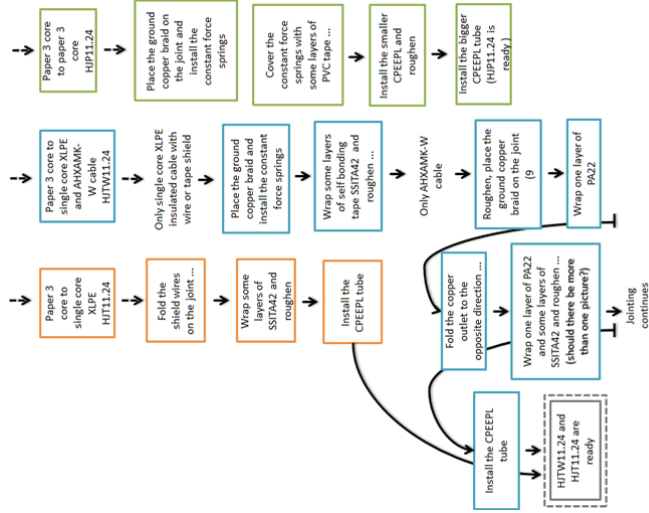 Paper 3 core
to paper 3
core
HJP11.24
Place the ground
copper braid on
the joint and
install the
constant force
springs
Cover the
constant force
springs with
some layers of
PVC tape ...
Install the smaller
CPEEPL and
roughen
Install the bigger
CPEEPL tube
(HJP11.24 is
ready )
Paper 3 core to
single core XLPE
and AHXAMK-
W cable
HJTW11.24
Only single core XLPE
insulated cable with
wire or tape shield
Place the ground
copper braid and
install the constant
force springs
Wrap some layers
of self bonding
tape SSITA42 and
roughen ...
Only AHXAMK-W
cable
Roughen, place the
ground copper
braid on the joint
(9
Wrap one layer of
PA22
Paper 3
core to single core
XLPE
HJT11.24
Fold the
shield wires
on the joint ...
Wrap some
layers of
SSITA42 and
roughen
Install the
CPEEPL tube
Fold the copper
outlet to the
opposite direction ...
Wrap one layer of PA22
and some layers of
SSITA42 and roughen ...
(should there be more
than one picture?)
Jointing
continues
Install the CPEEPL
tube
HJTW11.24 and
HJT11.24 are
ready